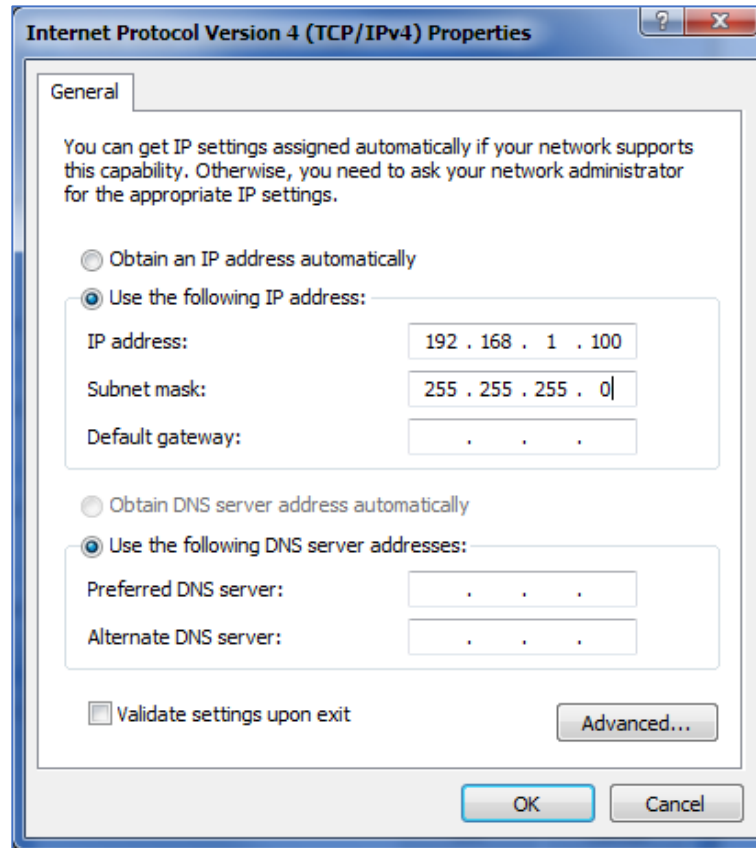 Internet Protocol Version 4 (TCP/IPv4) Properties
?
General
You can get IP settings assigned automatically if your network supports
this capability. Otherwise, you need to ask your network administrator
for the appropriate IP settings.
Obtain an IP address automatically
Use the following IP address:
IP address: 192 . 168 . 1 . 100
Subnet mask: 255 . 255 . 255 . 0
Default gateway: . . .
Obtain DNS server address automatically
Use the following DNS server addresses:
Preferred DNS server: . . .
Alternate DNS server: . . .
Validate settings upon exit
Advanced...
OK Cancel